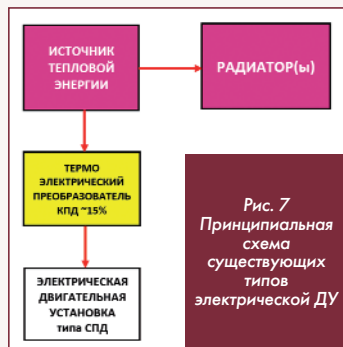 ИСТОЧНИК
ТЕПЛОВОЙ
ЭНЕРГИИ
РАДИАТОР(ы)
ТЕРМО
ЭЛЕКТРИЧЕСКИЙ
ПРЕОБРАЗОВАТЕЛЬ
КПД ~15%
ЭЛЕКТРИЧЕСКАЯ
ДВИГАТЕЛЬНАЯ
УСТАНОВКА
типа СПД
Рис. 7
Принципиальная
схема
существующих
типов
электрической ДУ